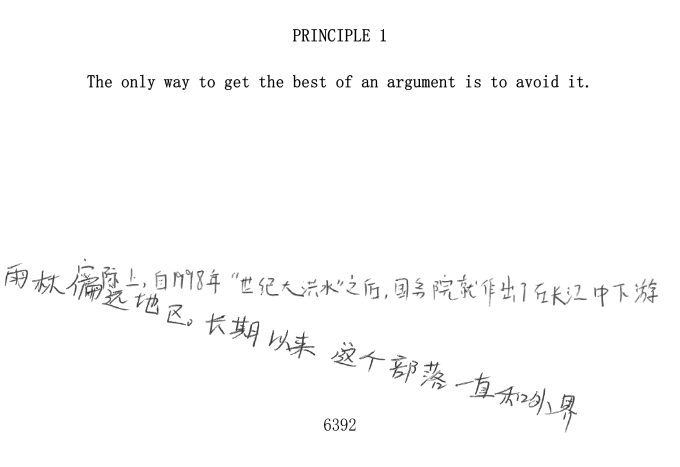 PRINCIPLE 1
The only way to get the best of an argument is to avoid it.
实际上,自1998年“世纪大洪水”之后,国务院就作出了在长江中下游
雨林偏远地区。长期以来 这个部落一直和外界
6392